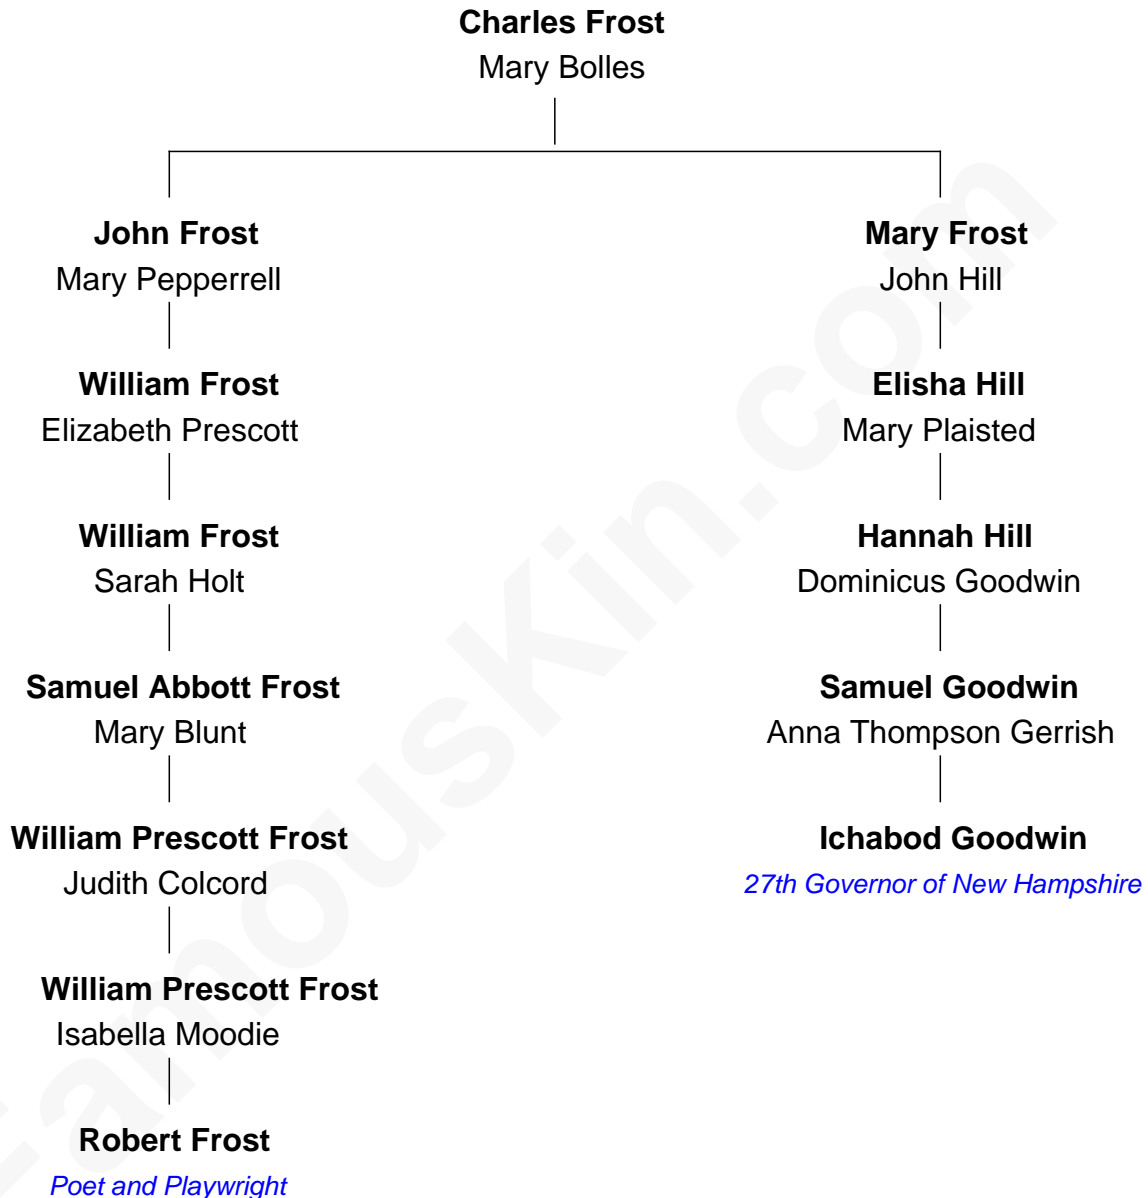 Charles Frost
Mary Bolles
John Frost
Mary Pepperrell
Mary Frost
John Hill
William Frost
Elizabeth Prescott
Elisha Hill
Mary Plaisted
William Frost
Sarah Holt
Hannah Hill
Dominicus Goodwin
Samuel Abbott Frost
Mary Blunt
Samuel Goodwin
Anna Thompson Gerrish
William Prescott Frost
Judith Colcord
Ichabod Goodwin
27th Governor of New Hampshire
William Prescott Frost
Isabella Moodie
Robert Frost
Poet and Playwright
FamousKin.com